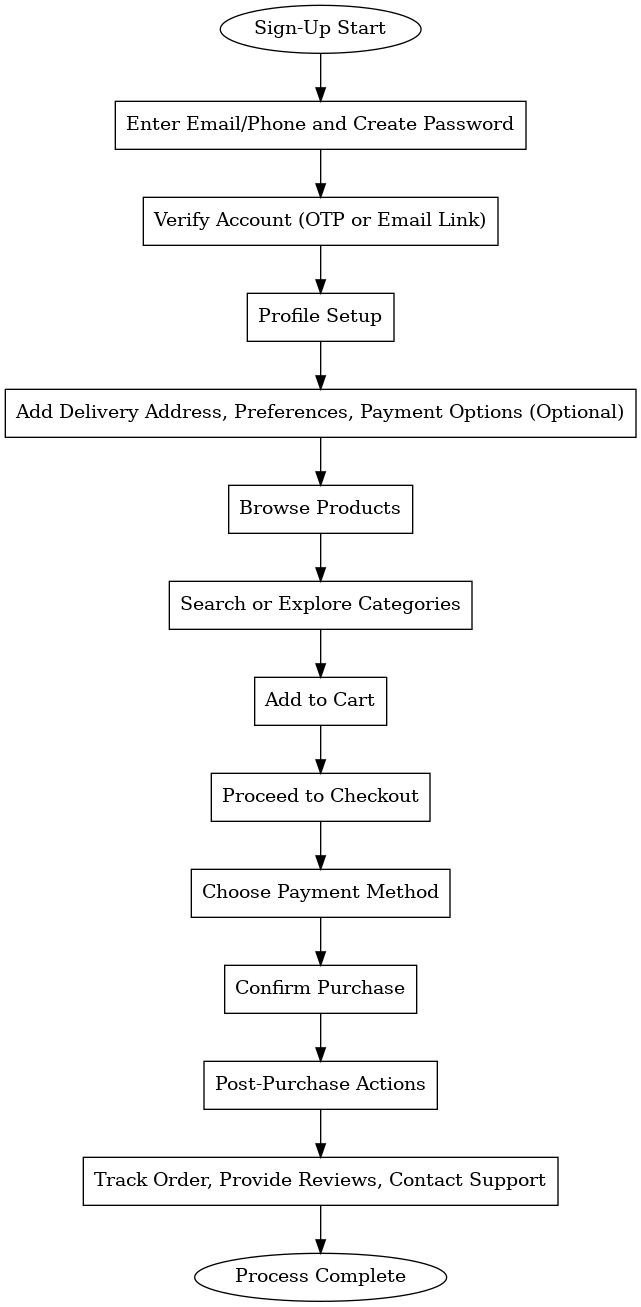 Sign-Up Start
Enter Email/Phone and Create Password
Verify Account (OTP or Email Link)
Profile Setup
Add Delivery Address, Preferences, Payment Options (Optional)
Browse Products
Search or Explore Categories
Add to Cart
Proceed to Checkout
Choose Payment Method
Confirm Purchase
Post-Purchase Actions
Track Order, Provide Reviews, Contact Support
Process Complete